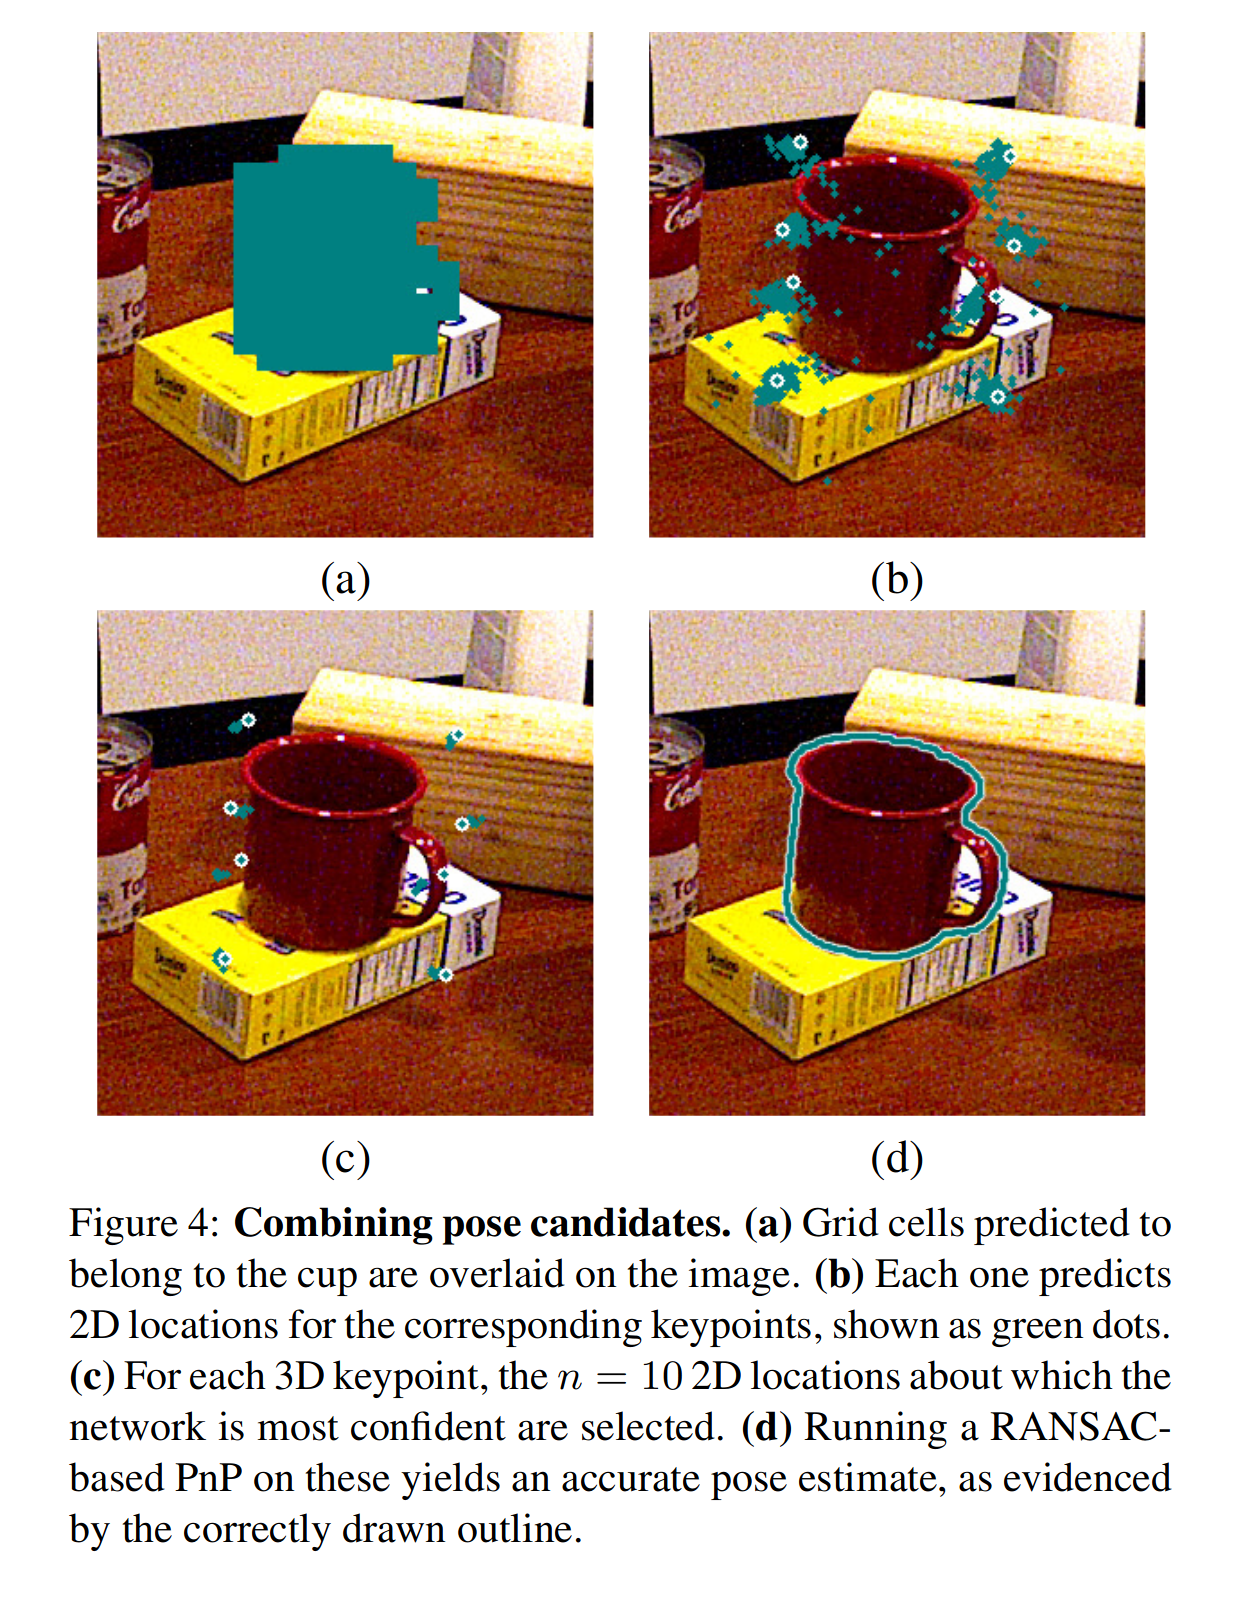 (a)
(b)
(c)
(d)
Figure 4: Combining pose candidates. (a) Grid cells predicted to
belong to the cup are overlaid on the image. (b) Each one predicts
2D locations for the corresponding keypoints, shown as green dots.
(c) For each 3D keypoint, the n = 10 2D locations about which the
network is most confident are selected. (d) Running a RANSAC-
based PnP on these yields an accurate pose estimate, as evidenced
by the correctly drawn outline.